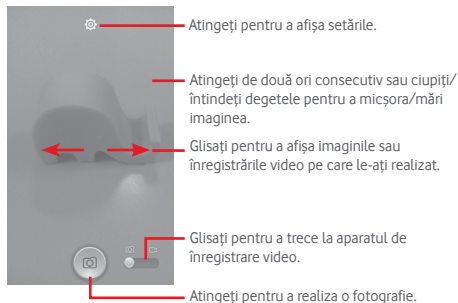 Atingeți pentru a afișa setările.
Atingeți de două ori consecutiv sau ciupiți/
întindeți degetele pentru a micșora/mări
imaginea.
Glisați pentru a afișa imaginile sau
înregistrările video pe care le-ați realizat.
Glisați pentru a trece la aparatul de
înregistrare video.
Atingeți pentru a realiza o fotografie.